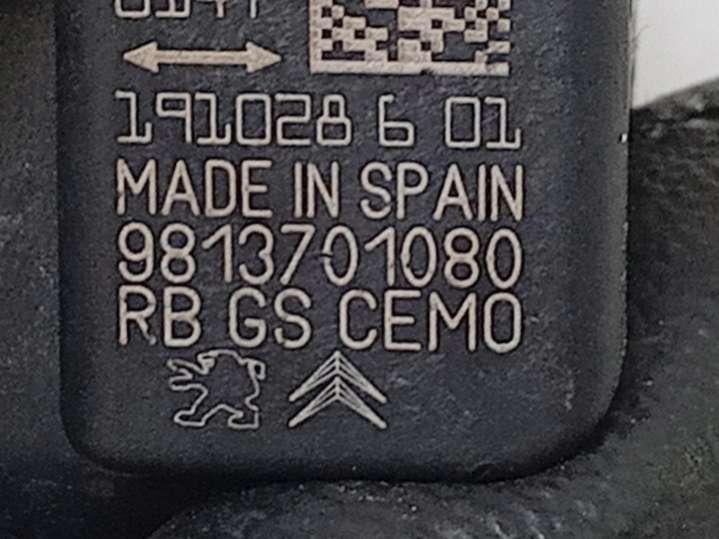 191028 6 01
MADE IN SPAIN
9813701080
RB GS CEMO